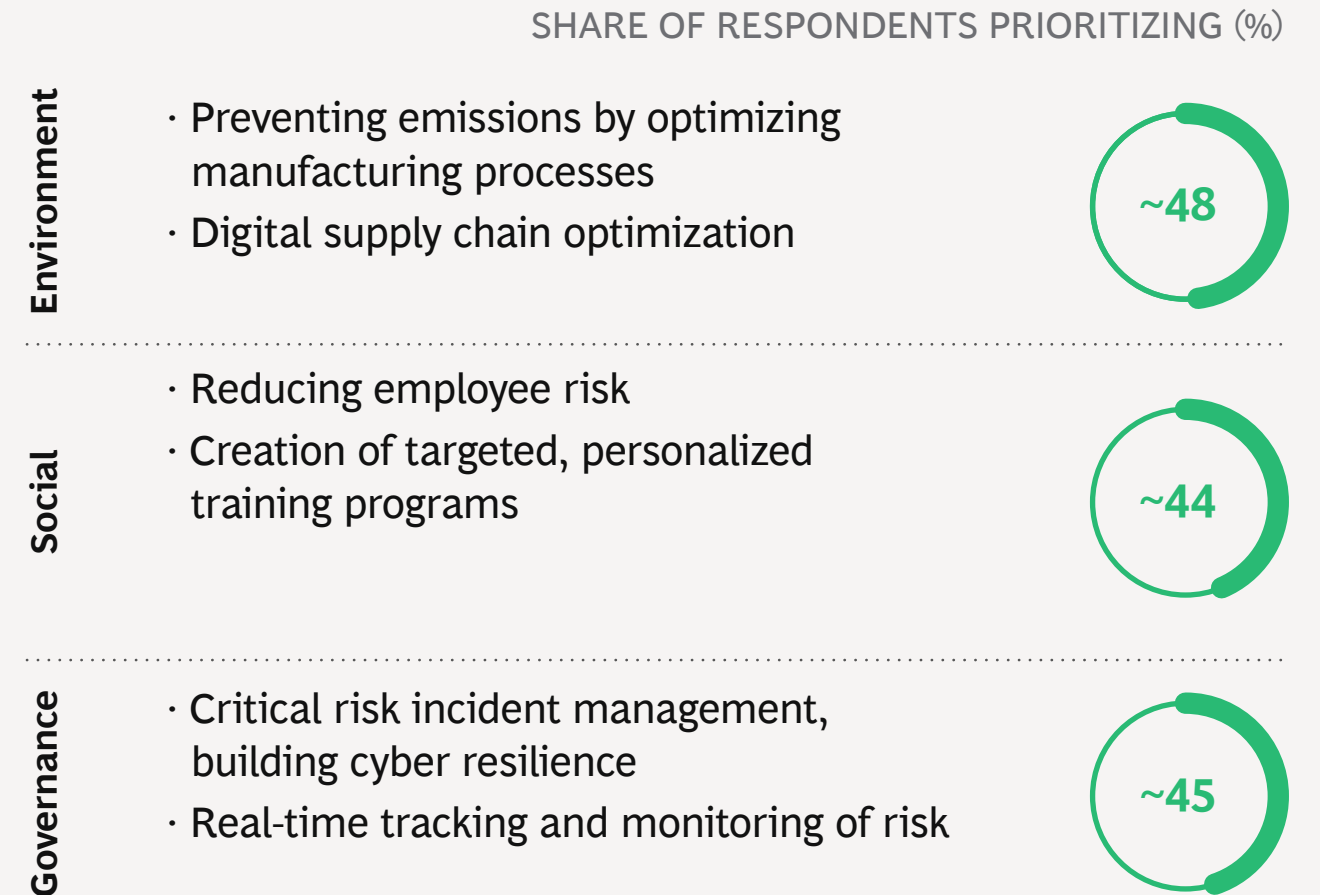 SHARE OF RESPONDENTS PRIORITIZING (%)
Environment
· Preventing emissions by optimizing
manufacturing processes
· Digital supply chain optimization
~48
Social
· Reducing employee risk
· Creation of targeted, personalized
training programs
~44
Governance
· Critical risk incident management,
building cyber resilience
· Real-time tracking and monitoring of risk
~45